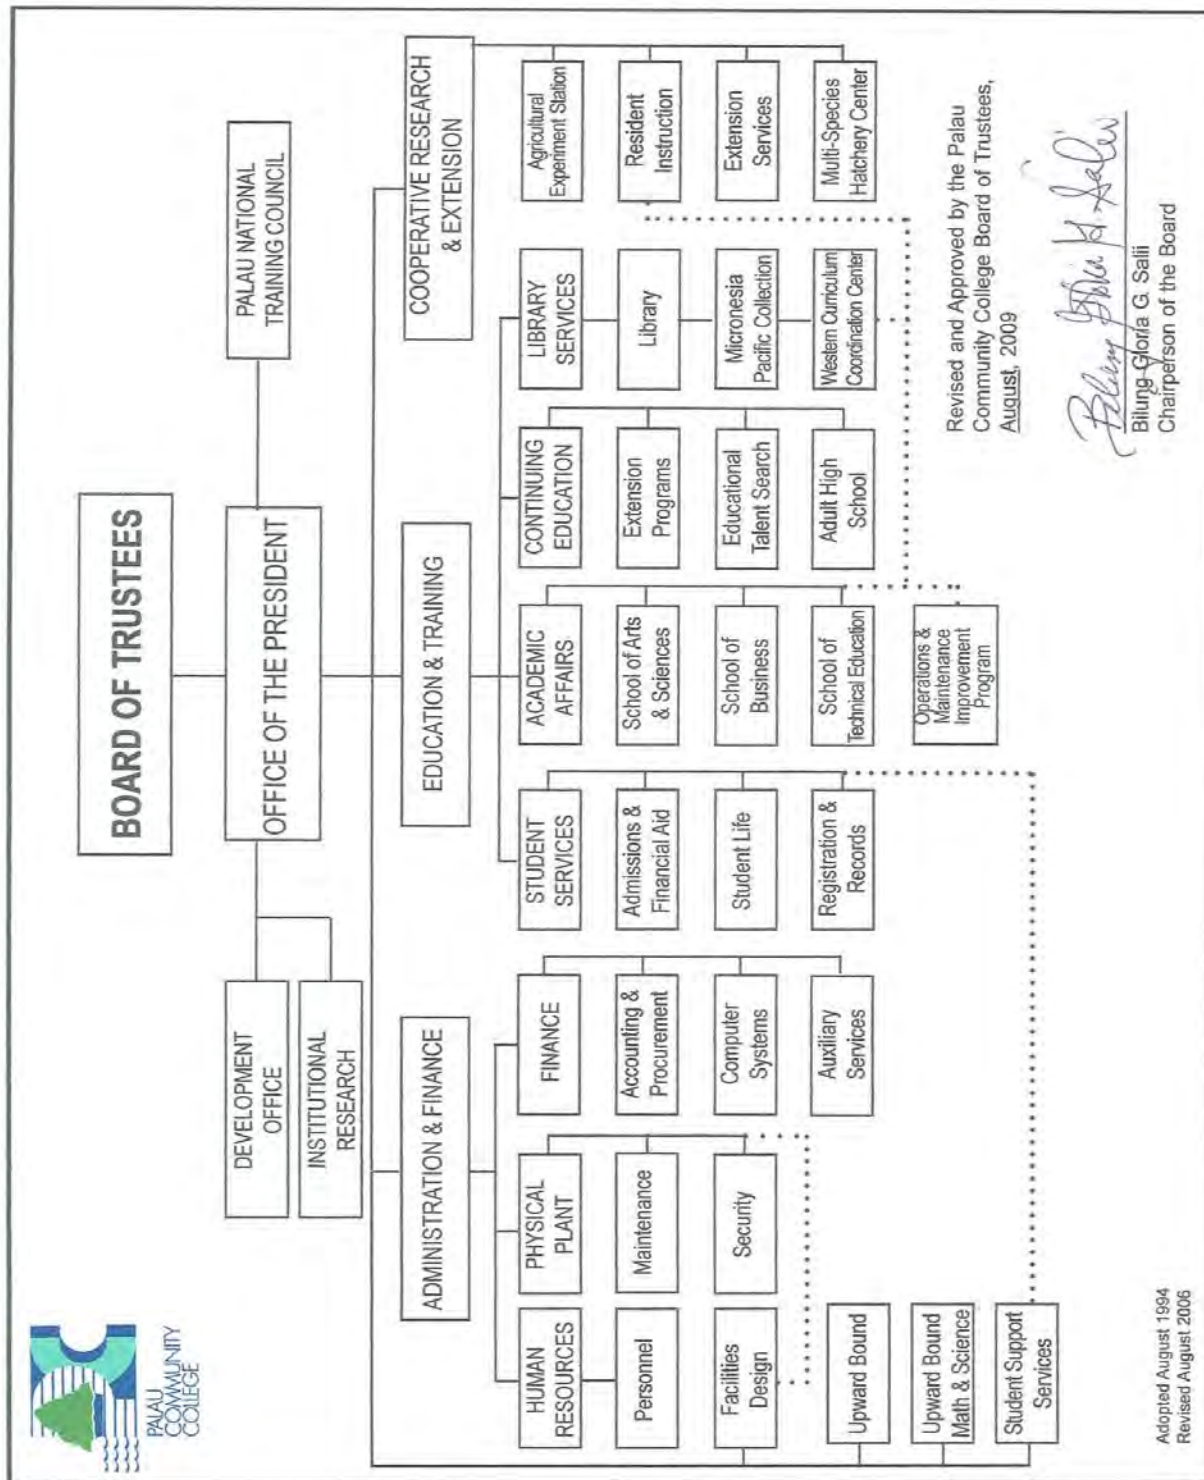 PALAU
COMMUNITY
COLLEGE
BOARD OF TRUSTEES
OFFICE OF THE PRESIDENT
PALAU NATIONAL
TRAINING COUNCIL
DEVELOPMENT
OFFICE
INSTITUTIONAL
RESEARCH
ADMINISTRATION & FINANCE
EDUCATION & TRAINING
COOPERATIVE RESEARCH
& EXTENSION
HUMAN
RESOURCES
Personnel
Facilities
Design
PHYSICAL
PLANT
Maintenance
Security
FINANCE
Accounting &
Procurement
Computer
Systems
Auxiliary
Services
STUDENT
SERVICES
Admissions &
Financial Aid
Student Life
Registration &
Records
ACADEMIC
AFFAIRS
School of Arts
& Sciences
School of
Business
School of
Technical Education
Operations &
Maintenance
Improvement
Program
CONTINUING
EDUCATION
Extension
Programs
Educational
Talent Search
Adult High
School
LIBRARY
SERVICES
Library
Micronesia
Pacific Collection
Western Curriculum
Coordination Center
Agricultural
Experiment Station
Resident
Instruction
Extension
Services
Multi-Species
Hatchery Center
Upward Bound
Upward Bound
Math & Science
Student Support
Services
Adopted August 1994
Revised August 2006
Revised and Approved by the Palau
Community College Board of Trustees,
August, 2009
Bilung Gloria G. Salii
Chairperson of the Board